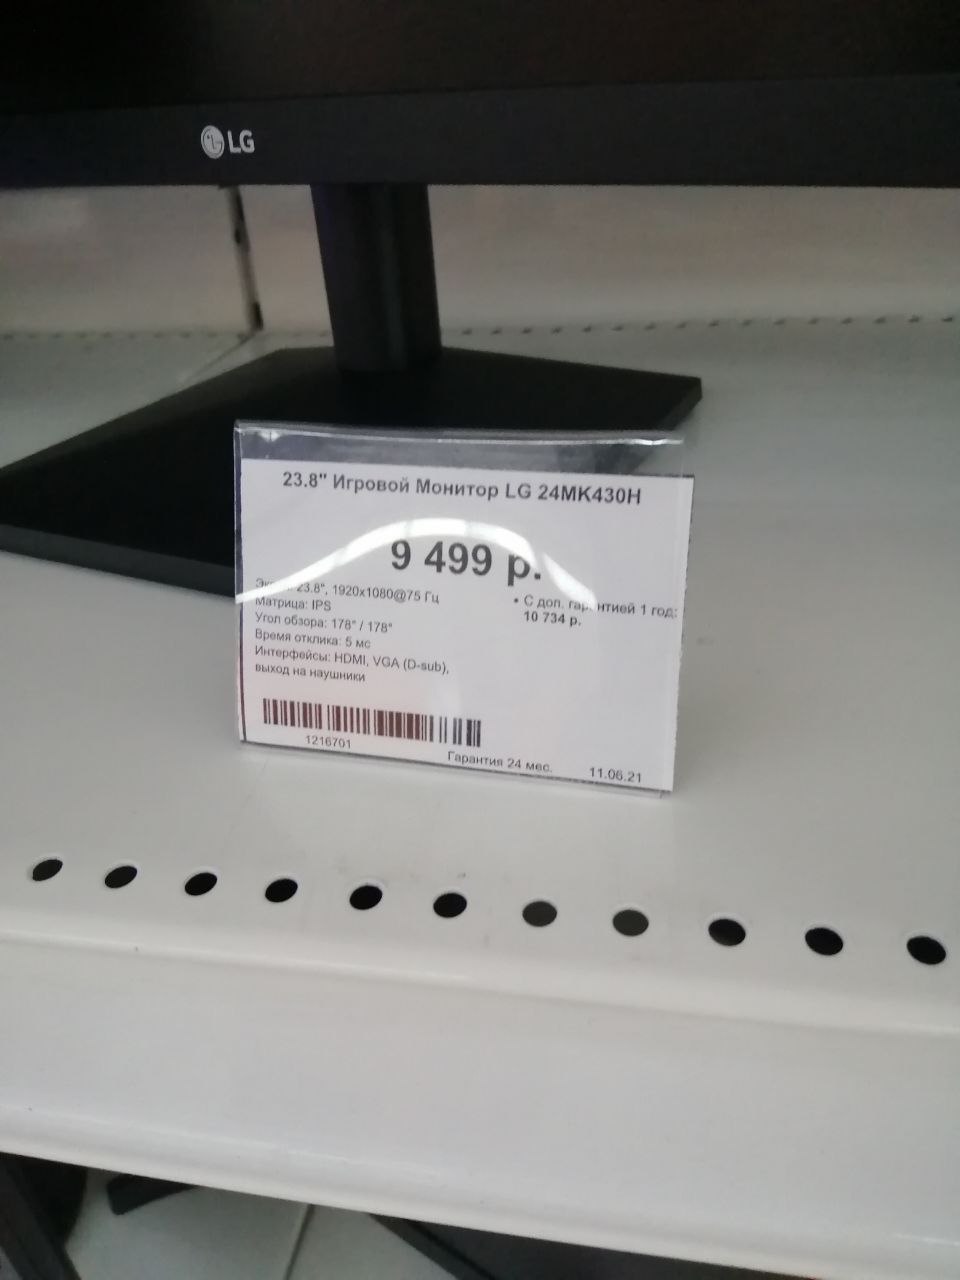 LG
23.8" Игровой Монитор LG 24MK430H
9 499 р.
Экран: 23.8", 1920x1080@75 Гц
Матрица: IPS
Угол обзора: 178° / 178°
Время отклика: 5 мс
Интерфейсы: HDMI, VGA (D-sub),
выход на наушники
• С доп. гарантией 1 год:
10 734 р.
1216701
Гарантия 24 мес.
11.06.21